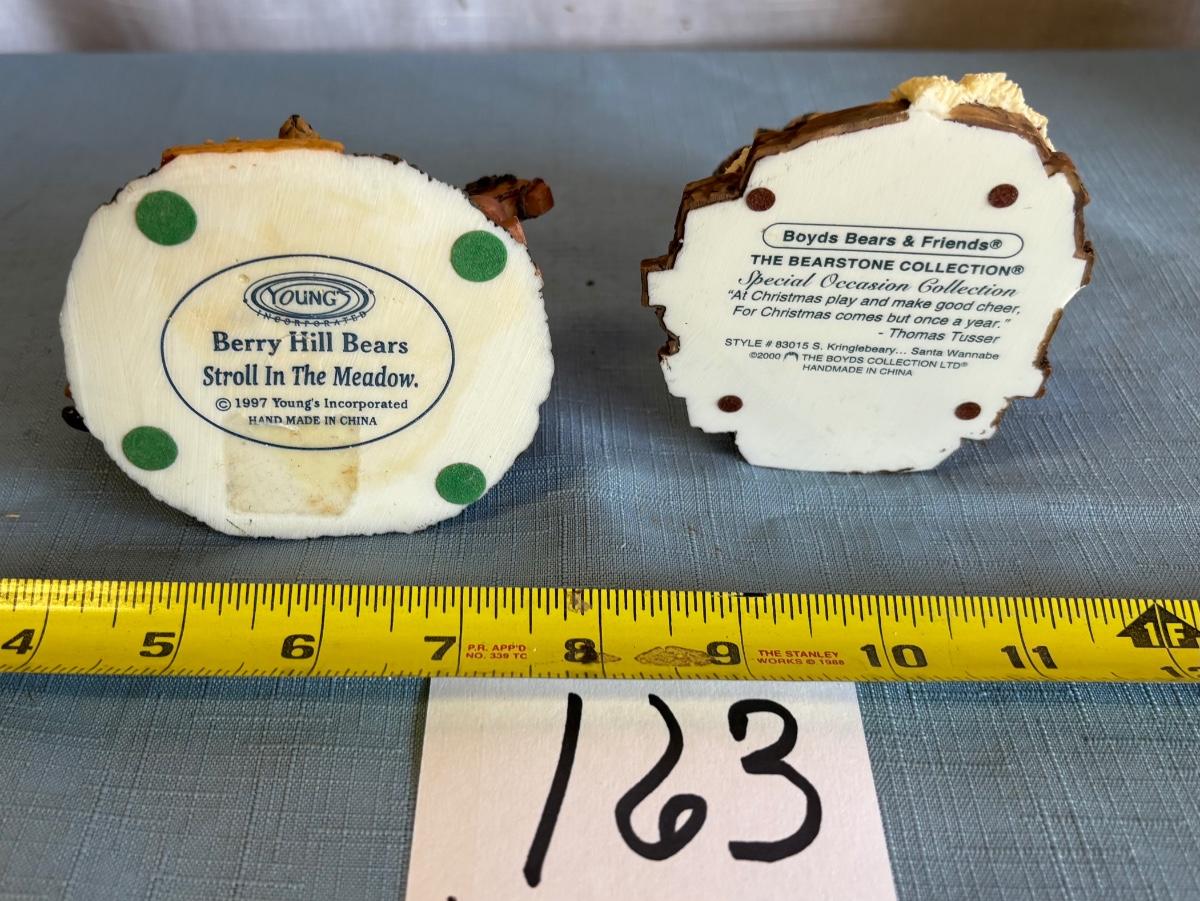 YOUNG'S
INCORPORATED
Berry Hill Bears
Stroll In The Meadow.
© 1997 Young's Incorporated
HAND MADE IN CHINA
Boyds Bears & Friends®
THE BEARSTONE COLLECTION®
Special Occasion Collection
"At Christmas play and make good cheer,
For Christmas comes but once a year."
- Thomas Tusser
STYLE # 83015 S. Kringlebeary... Santa Wannabe
©2000 THE BOYDS COLLECTION LTD®
HANDMADE IN CHINA
4 5 6 7 P.R. APP'D 8 9 THE STANLEY 10 11 1F
NO. 339 TC WORKS © 1988
163